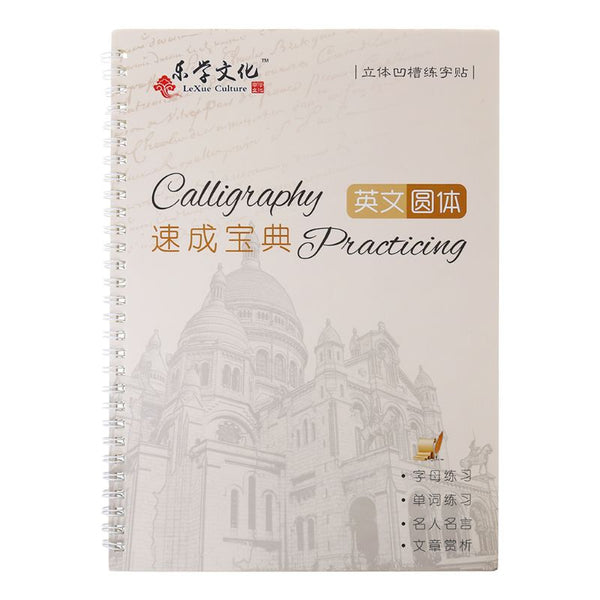 乐学文化™
LeXue Culture
立体凹槽练字贴
Calligraphy
英文圆体
速成宝典 Practicing
·字母练习
·单词练习
·名人名言
·文章赏析